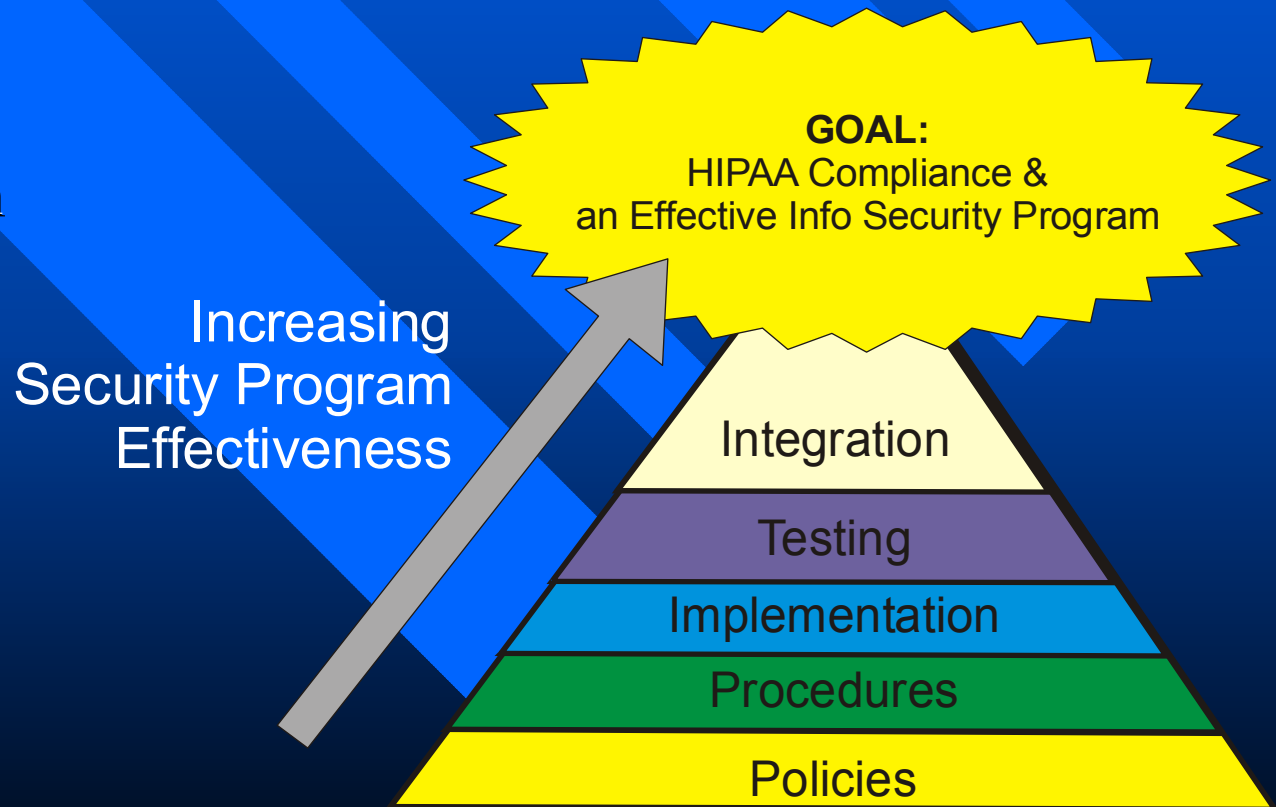 GOAL:
HIPAA Compliance &
an Effective Info Security Program
Increasing
Security Program
Effectiveness
Integration
Testing
Implementation
Procedures
Policies